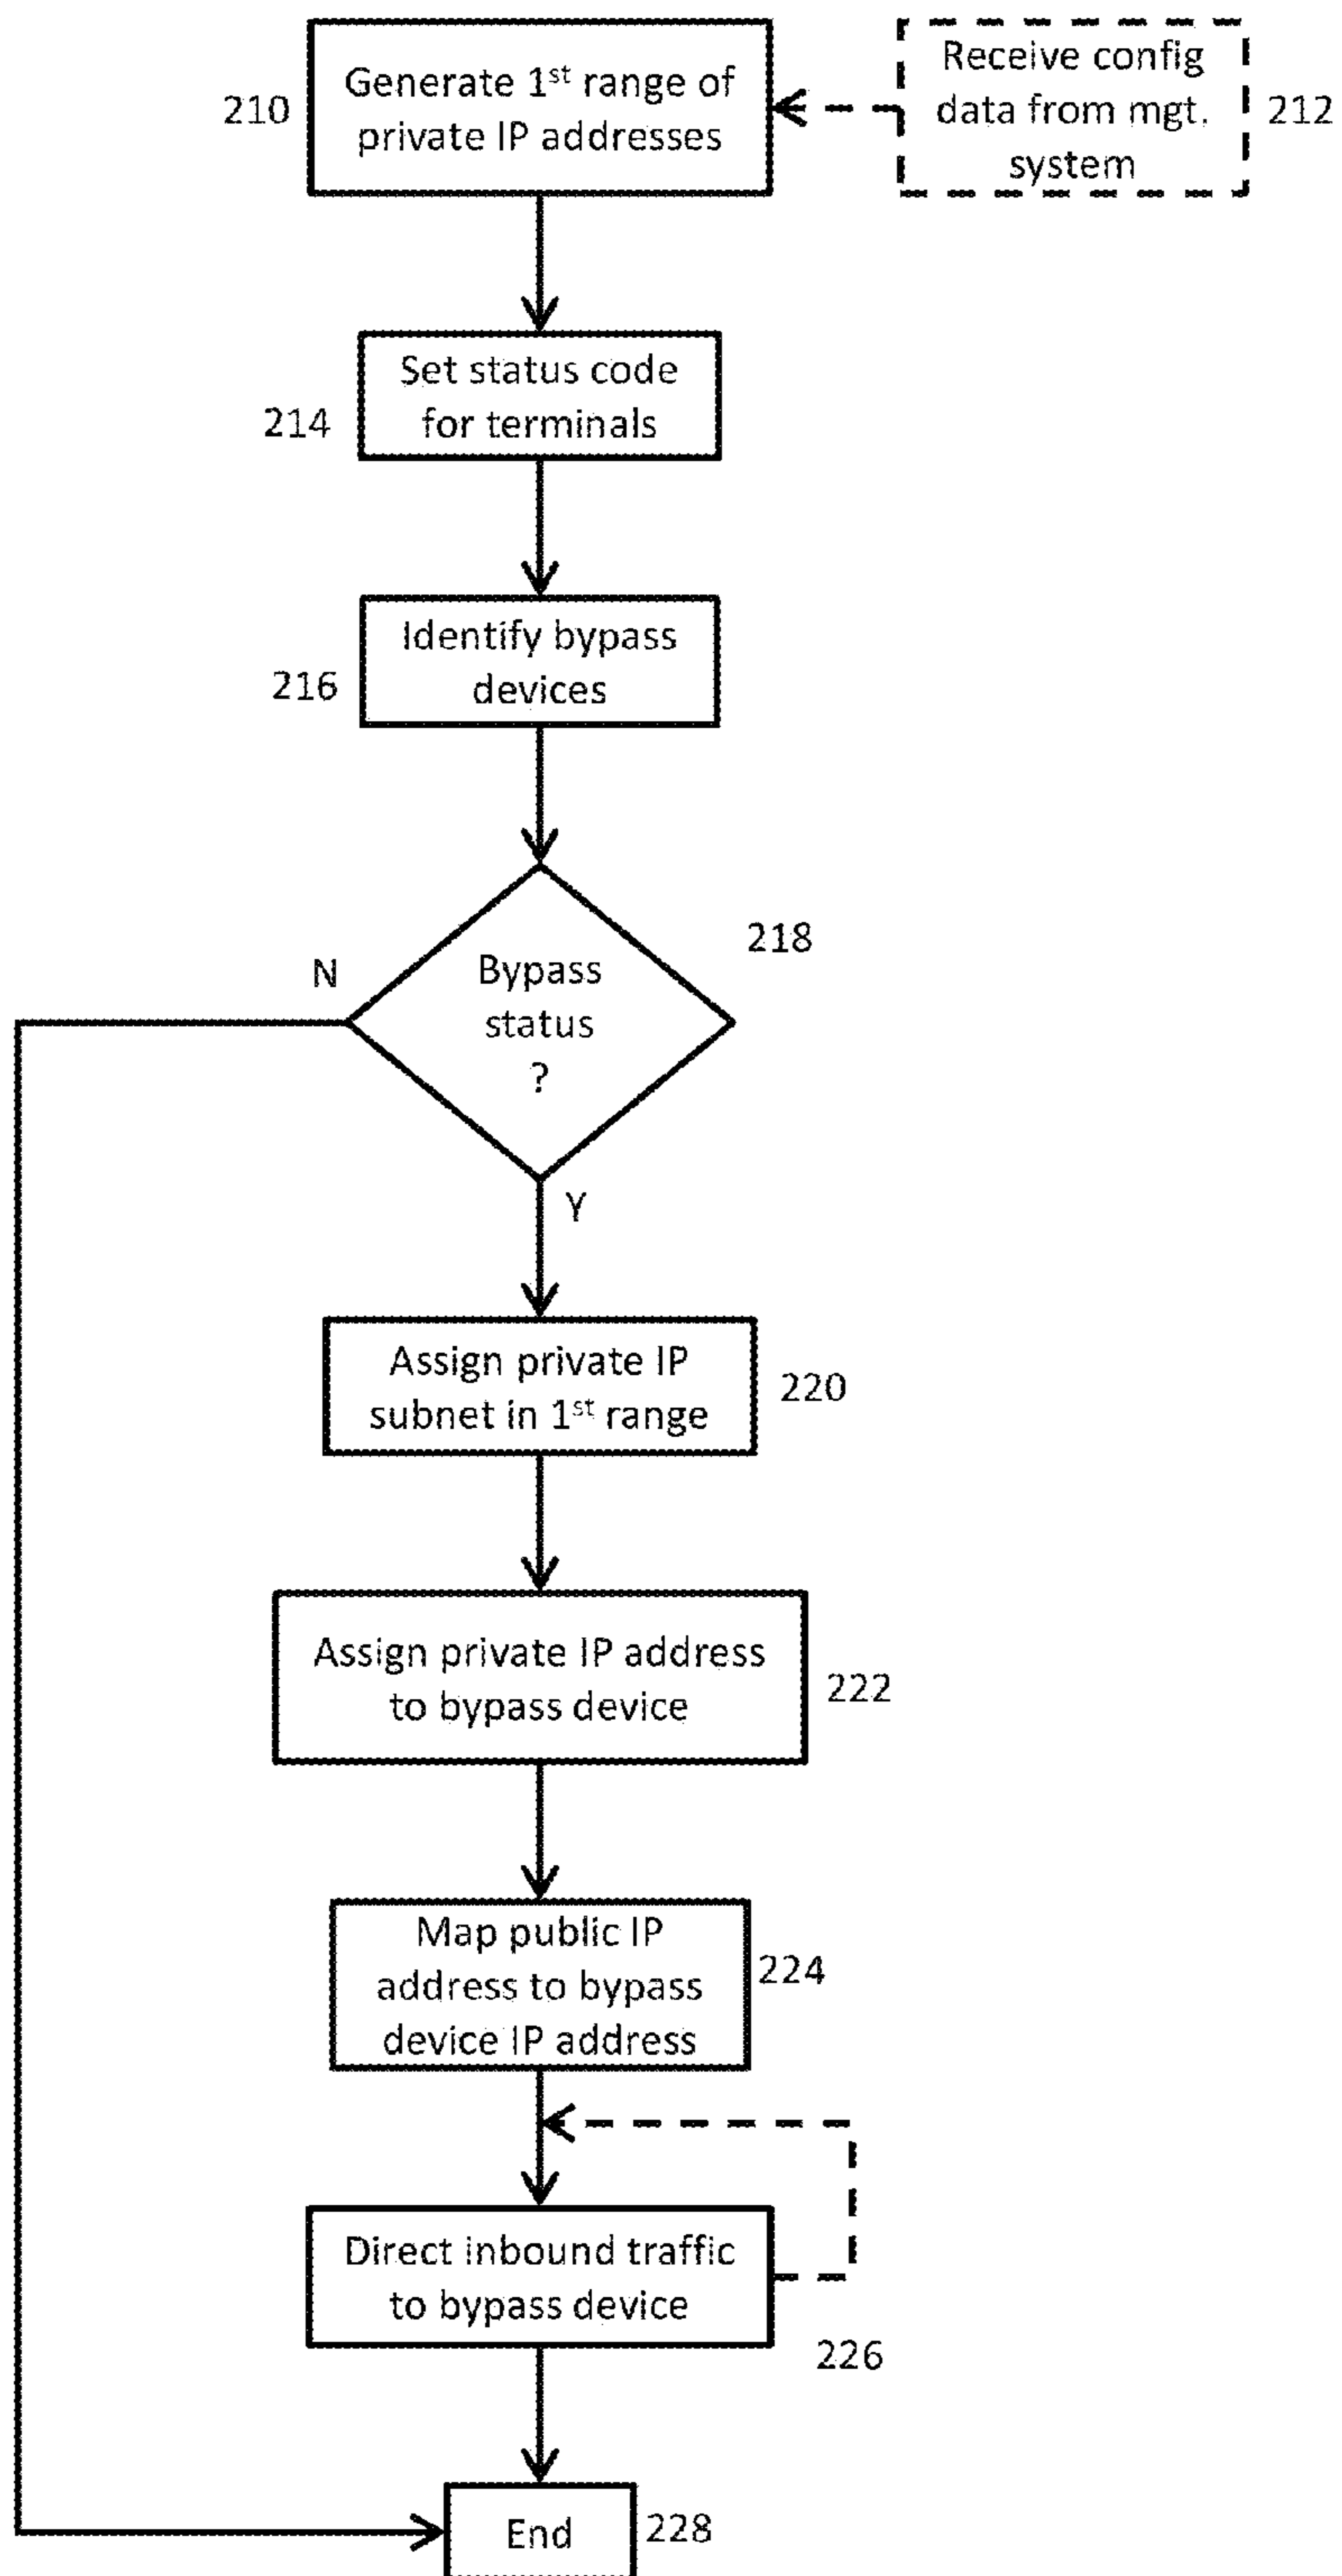 Generate 1st range of
private IP addresses
210
Receive config
data from mgt.
system
212
Set status code
for terminals
214
Identify bypass
devices
216
218
N
Bypass
status
?
Y
Assign private IP
subnet in 1st range
220
Assign private IP address
to bypass device
222
Map public IP
address to bypass
device IP address
224
Direct inbound traffic
to bypass device
226
End
228